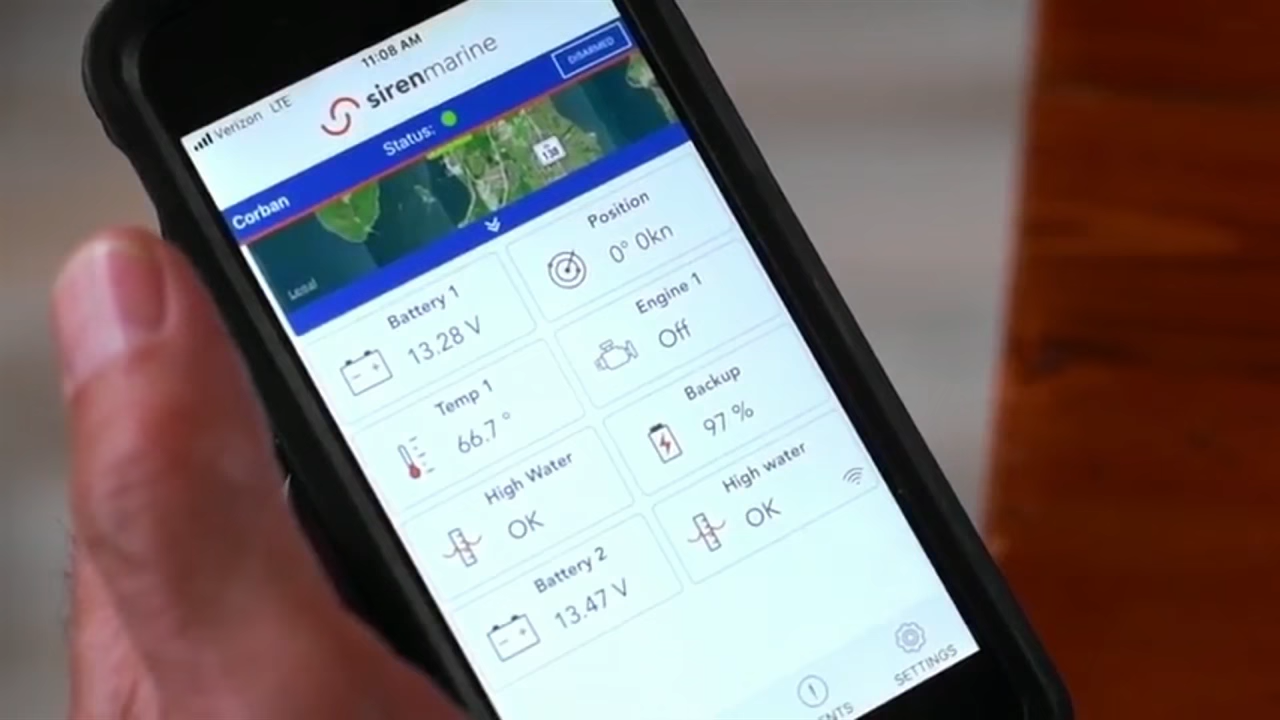 Verizon LTE
11:08 AM
sirenmarine
Corban
Status:
DISARMED
138
Legal
Battery 1
13.28 V
Position
0° 0kn
Temp 1
66.7 °
Engine 1
Off
High Water
OK
Backup
97 %
Battery 2
13.47 V
High water
OK
SETTINGS